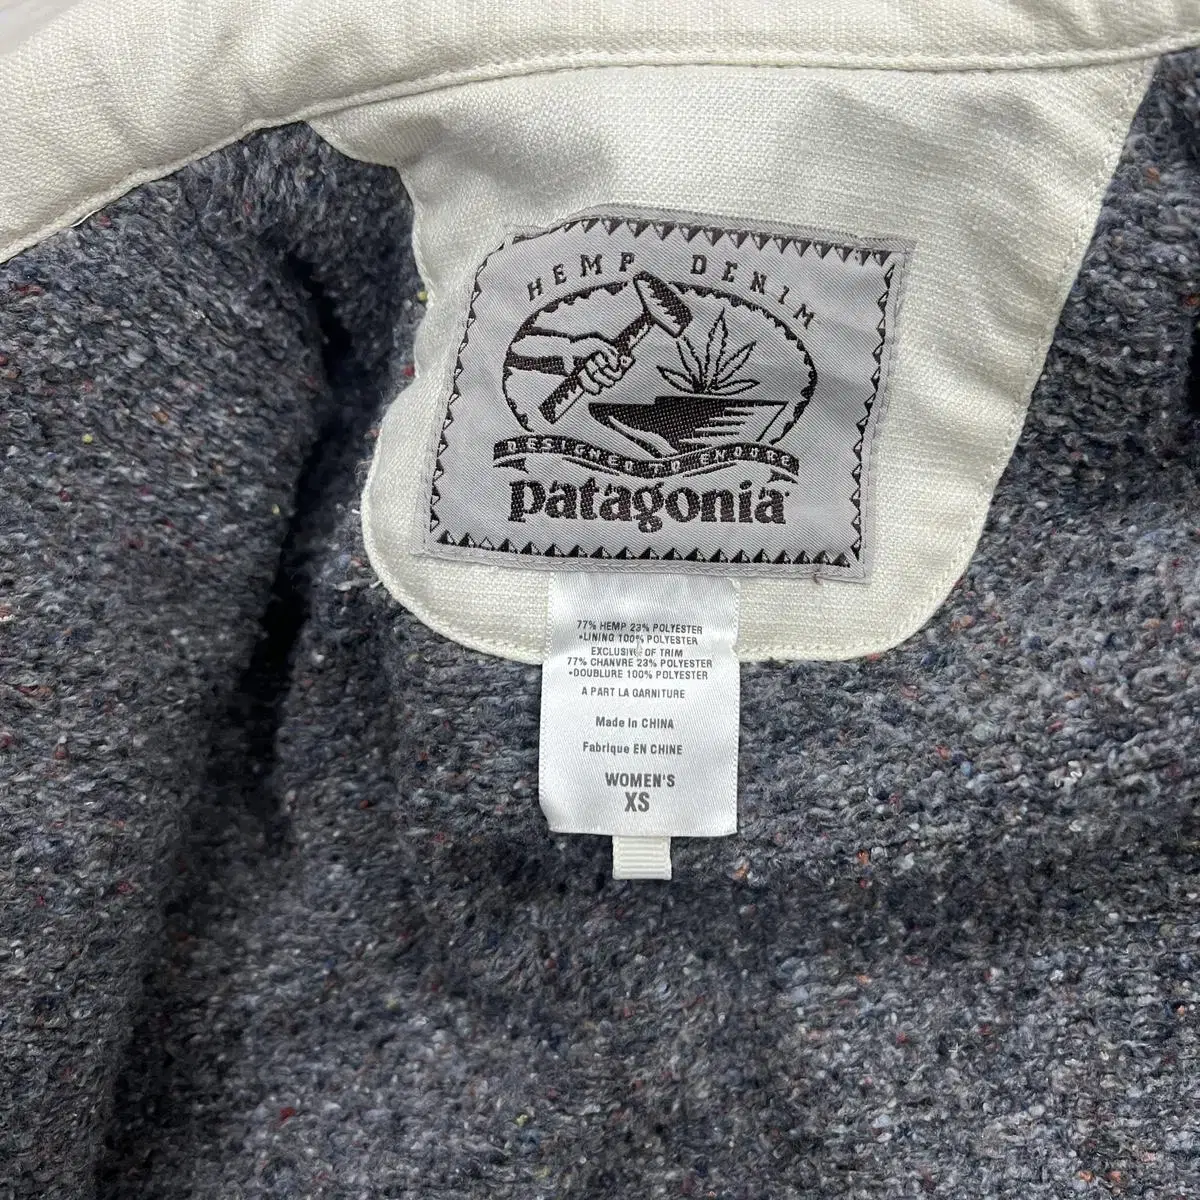 HEMP DENIM
DESIGNED TO ENDURE
patagonia
77% HEMP 23% POLYESTER
•LINING 100% POLYESTER
EXCLUSIVE OF TRIM
77% CHANVRE 23% POLYESTER
•DOUBLURE 100% POLYESTER
A PART LA GARNITURE
Made in CHINA
Fabrique EN CHINE
WOMEN'S
XS